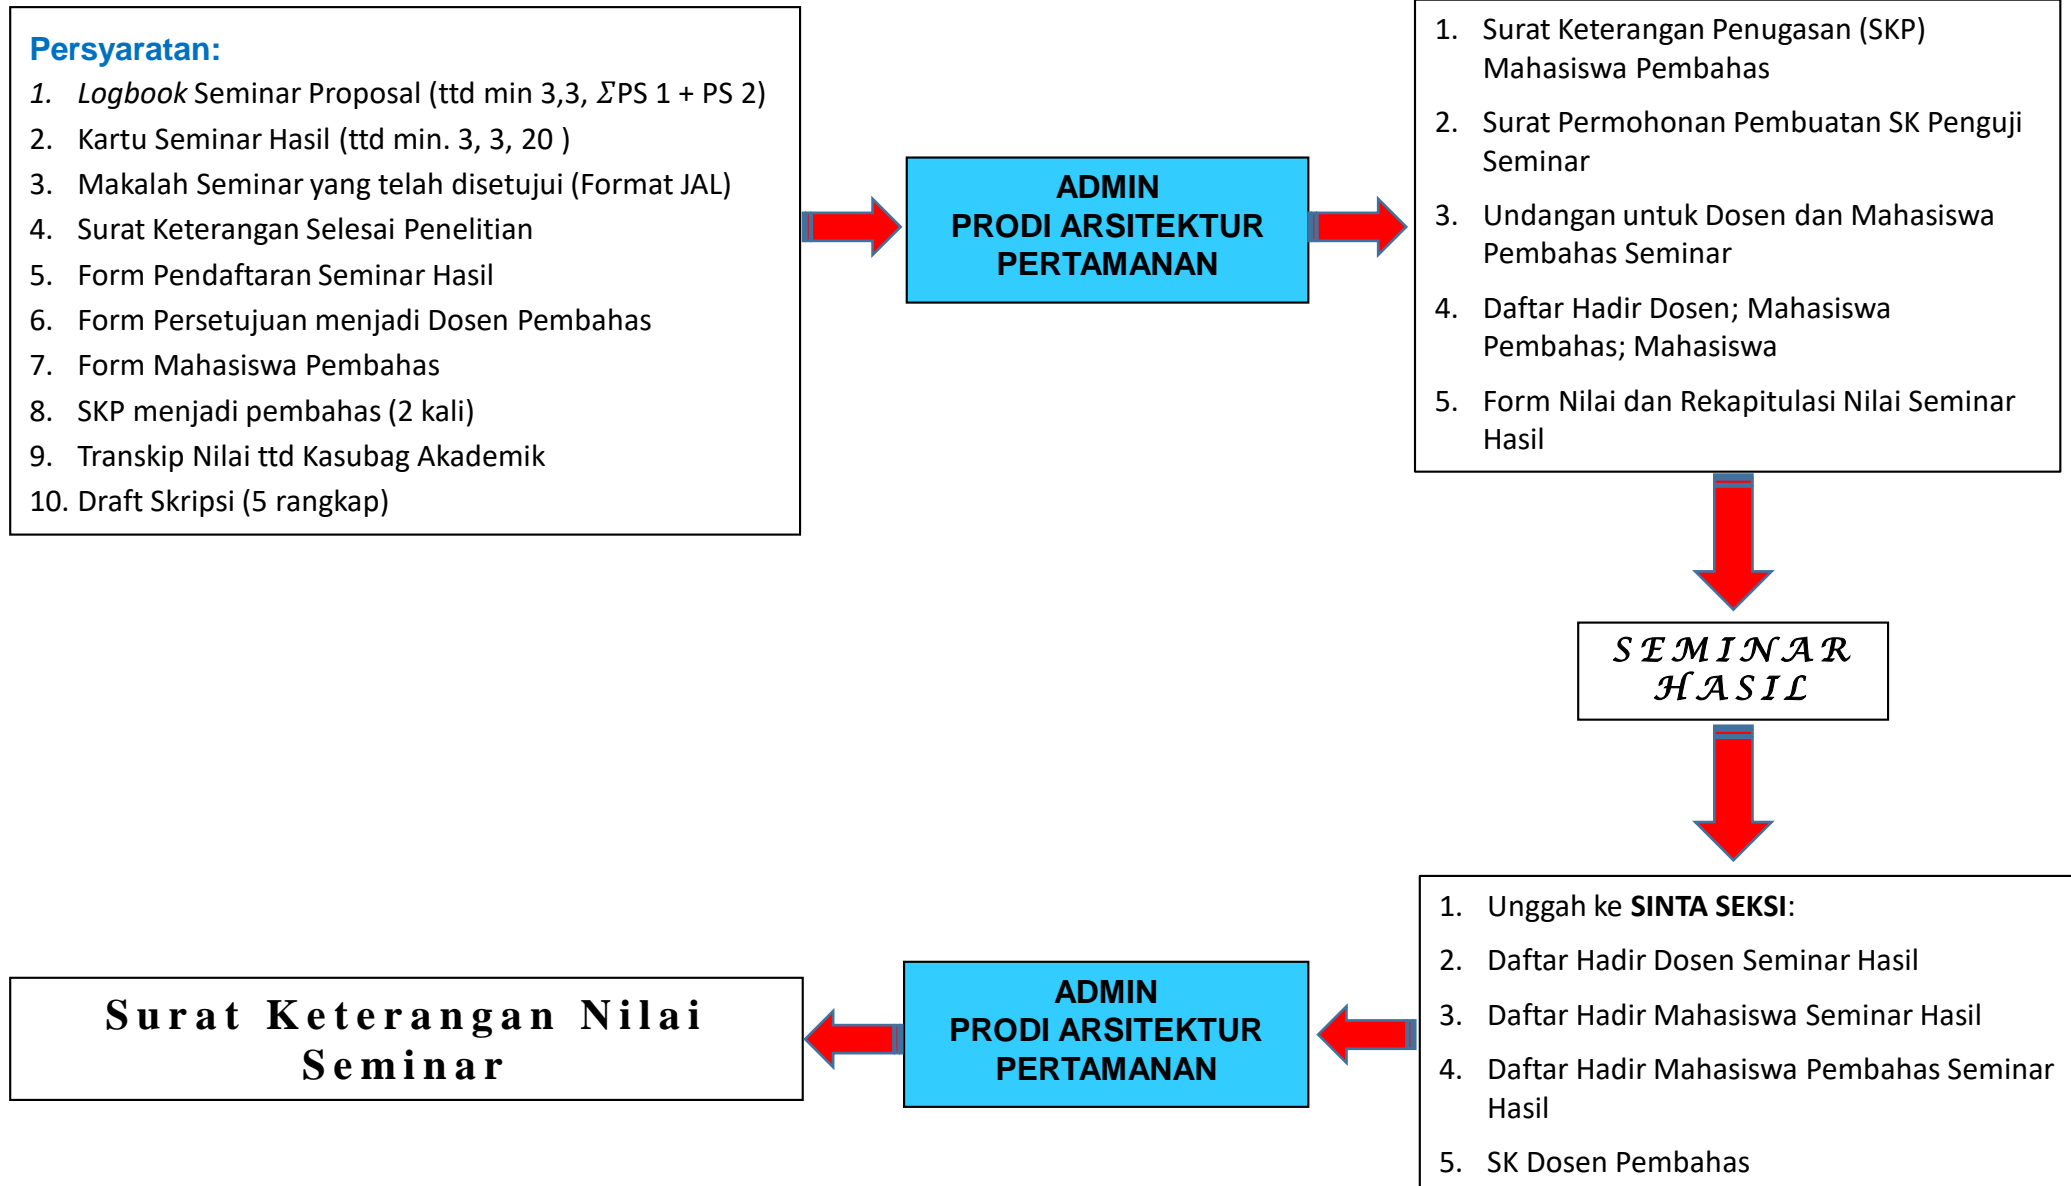 Persyaratan:
1. Logbook Seminar Proposal (ttd min 3,3, ΣPS 1 + PS 2)
2. Kartu Seminar Hasil (ttd min. 3, 3, 20 )
3. Makalah Seminar yang telah disetujui (Format JAL)
4. Surat Keterangan Selesai Penelitian
5. Form Pendaftaran Seminar Hasil
6. Form Persetujuan menjadi Dosen Pembahas
7. Form Mahasiswa Pembahas
8. SKP menjadi pembahas (2 kali)
9. Transkip Nilai ttd Kasubag Akademik
10. Draft Skripsi (5 rangkap)
ADMIN
PRODI ARSITEKTUR
PERTAMANAN
1. Surat Keterangan Penugasan (SKP)
Mahasiswa Pembahas
2. Surat Permohonan Pembuatan SK Penguji
Seminar
3. Undangan untuk Dosen dan Mahasiswa
Pembahas Seminar
4. Daftar Hadir Dosen; Mahasiswa
Pembahas; Mahasiswa
5. Form Nilai dan Rekapitulasi Nilai Seminar
Hasil
SEMINAR
HASIL
1. Unggah ke SINTA SEKSI:
2. Daftar Hadir Dosen Seminar Hasil
3. Daftar Hadir Mahasiswa Seminar Hasil
4. Daftar Hadir Mahasiswa Pembahas Seminar
Hasil
5. SK Dosen Pembahas
ADMIN
PRODI ARSITEKTUR
PERTAMANAN
Surat Keterangan Nilai
Seminar